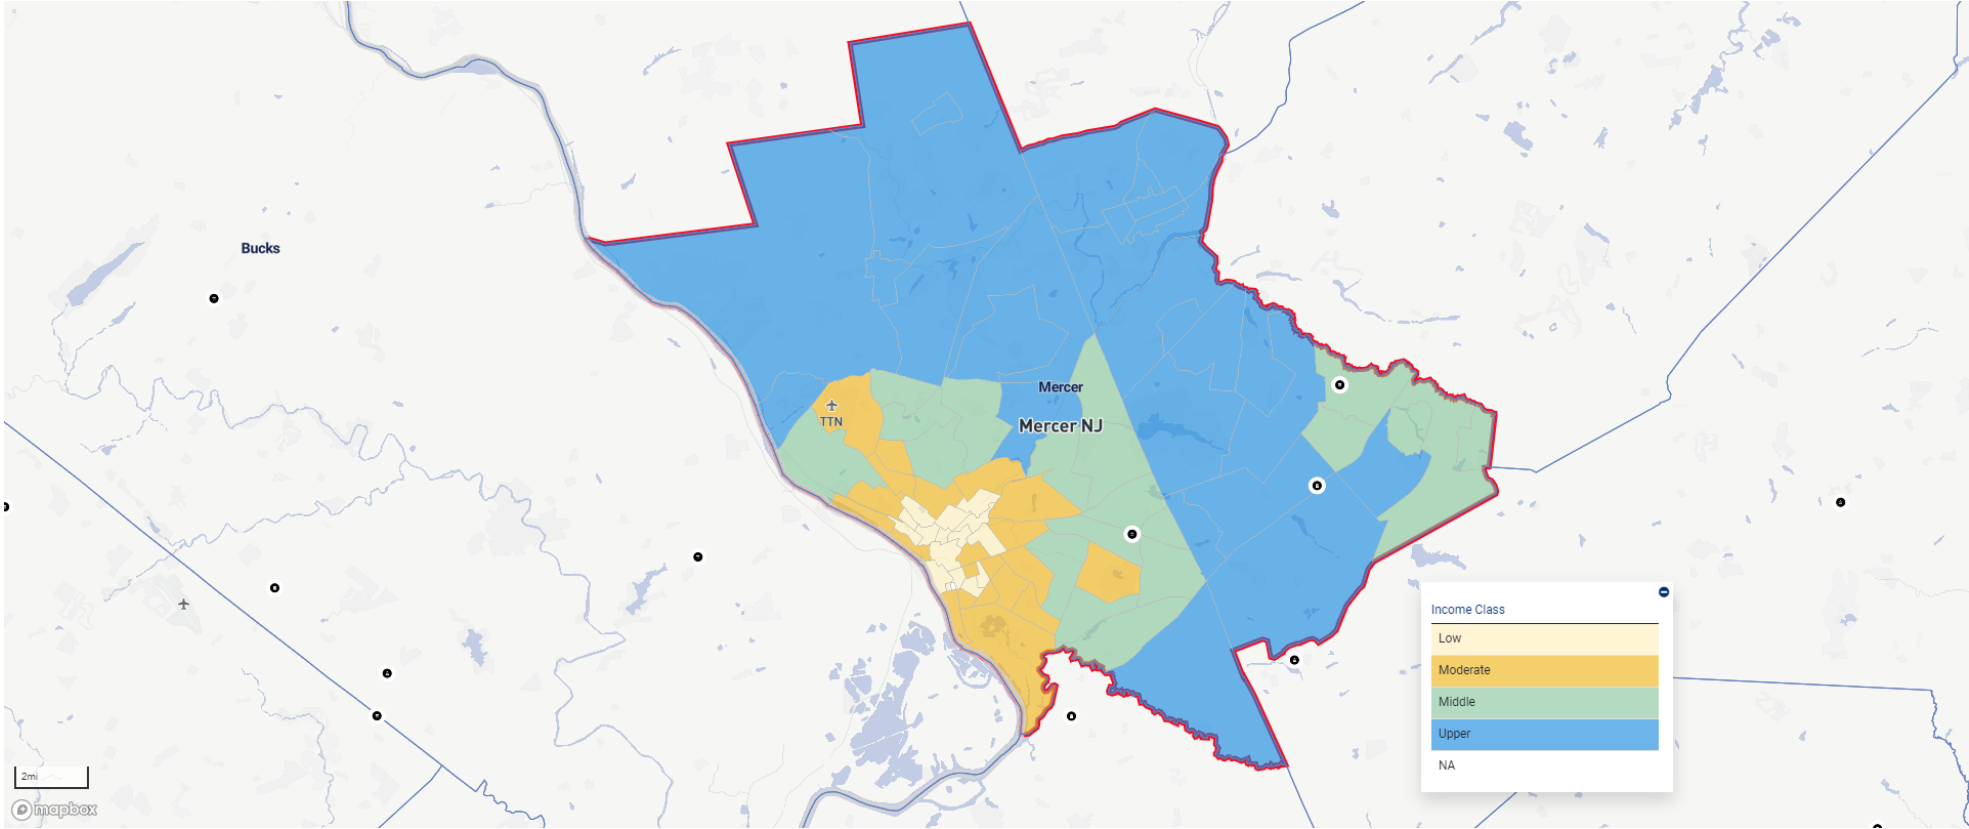 Bucks
Mercer
TTN
Mercer NJ
Income Class
Low
Moderate
Middle
Upper
NA
2mi
mapbox